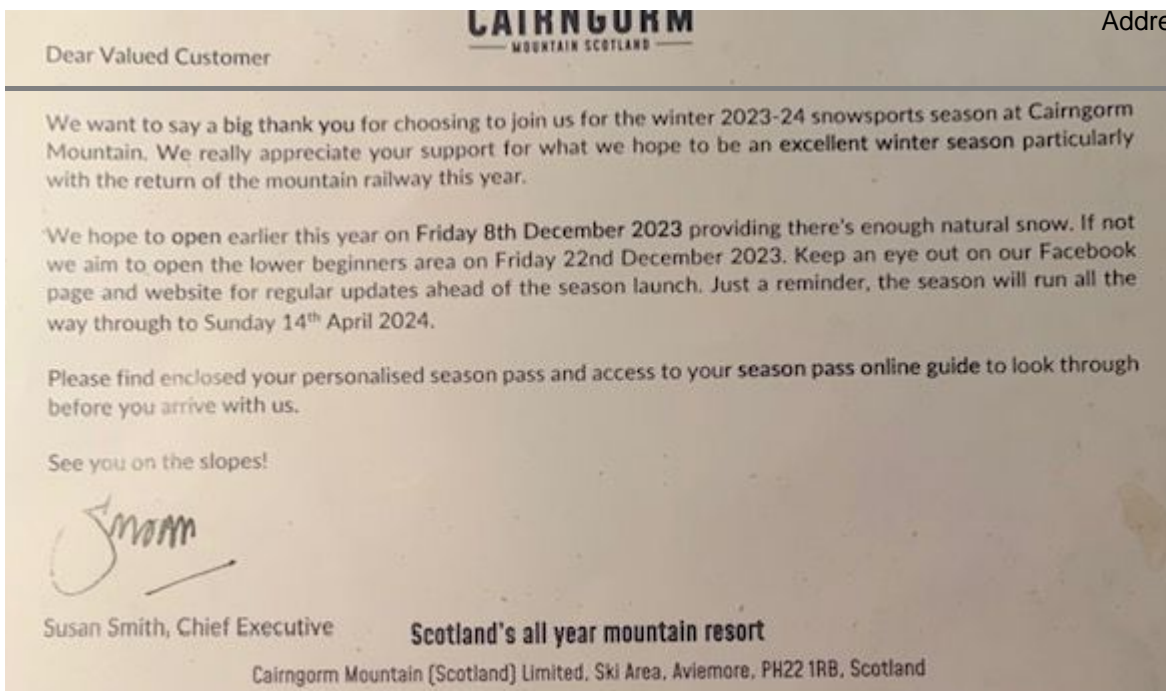 CAIRNGORM
Addre
MOUNTAIN SCOTLAND
Dear Valued Customer
We want to say a big thank you for choosing to join us for the winter 2023-24 snowsports season at Cairngorm
Mountain. We really appreciate your support for what we hope to be an excellent winter season particularly
with the return of the mountain railway this year.
We hope to open earlier this year on Friday 8th December 2023 providing there's enough natural snow. If not
we aim to open the lower beginners area on Friday 22nd December 2023. Keep an eye out on our Facebook
page and website for regular updates ahead of the season launch. Just a reminder, the season will run all the
way through to Sunday 14th April 2024.
Please find enclosed your personalised season pass and access to your season pass online guide to look through
before you arrive with us.
See you on the slopes!
Susan Smith, Chief Executive
Scotland's all year mountain resort
Cairngorm Mountain (Scotland) Limited, Ski Area, Aviemore, PH22 1RB, Scotland